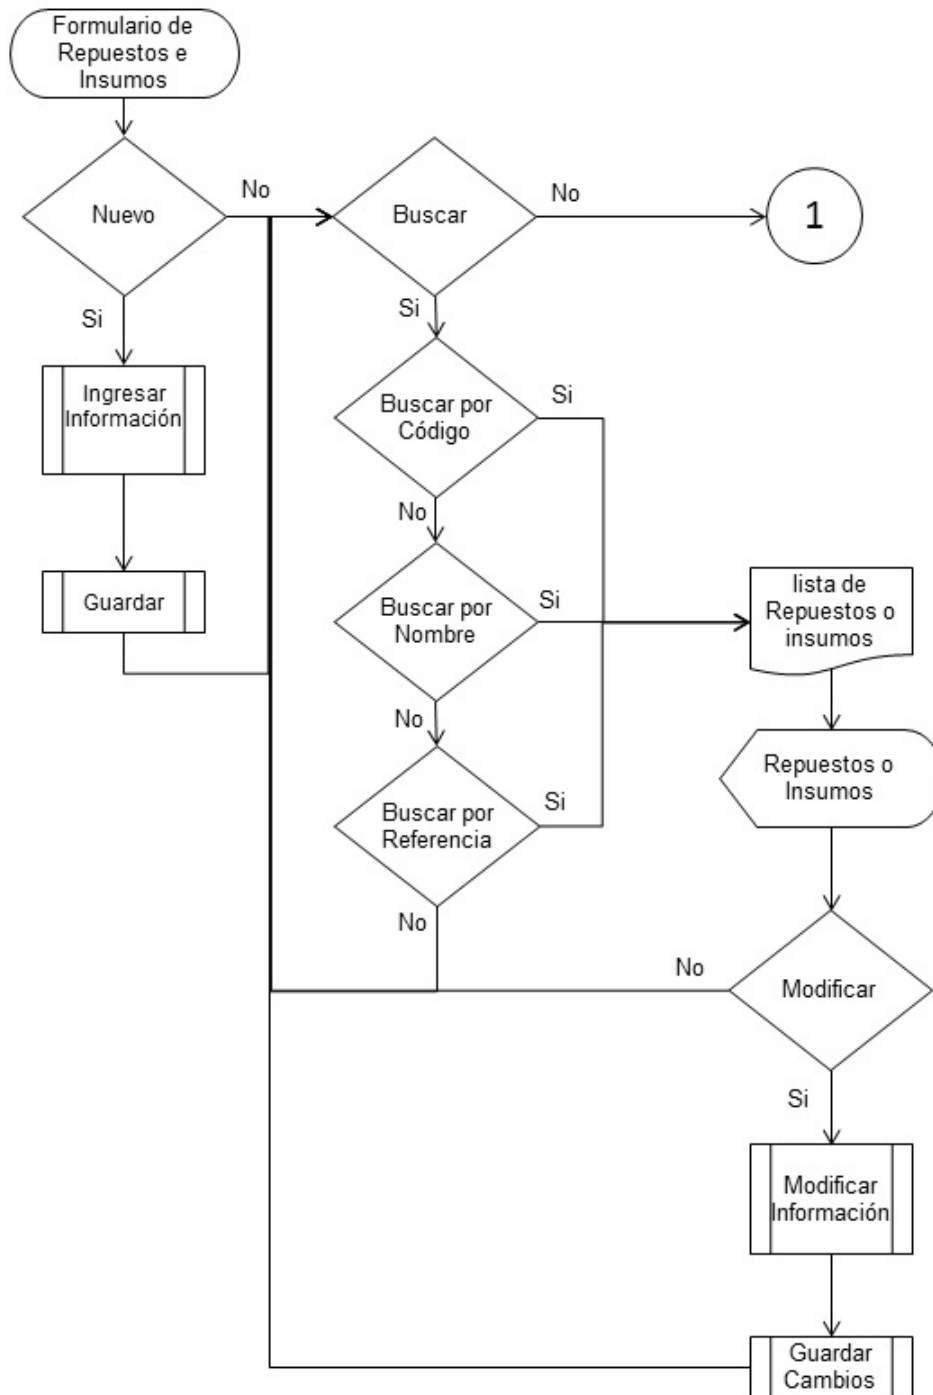 Formulario de
Repuestos e
Insumos
Nuevo
No
Buscar
No
1
Si
Si
Ingresar
Información
Buscar por
Código
Si
No
Guardar
Buscar por
Nombre
Si
lista de
Repuestos o
insumos
No
Repuestos o
Insumos
Buscar por
Referencia
Si
No
No
Modificar
Si
Modificar
Información
Guardar
Cambios